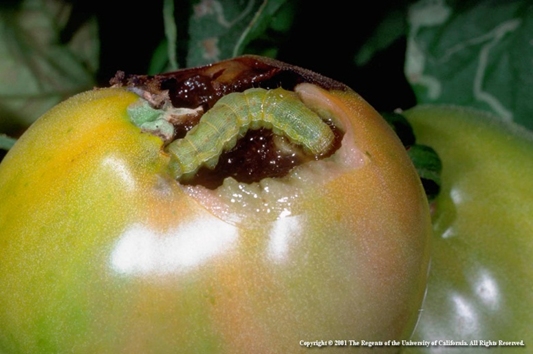 Copyright © 2001 The Regents of the University of California. All Rights Reserved.